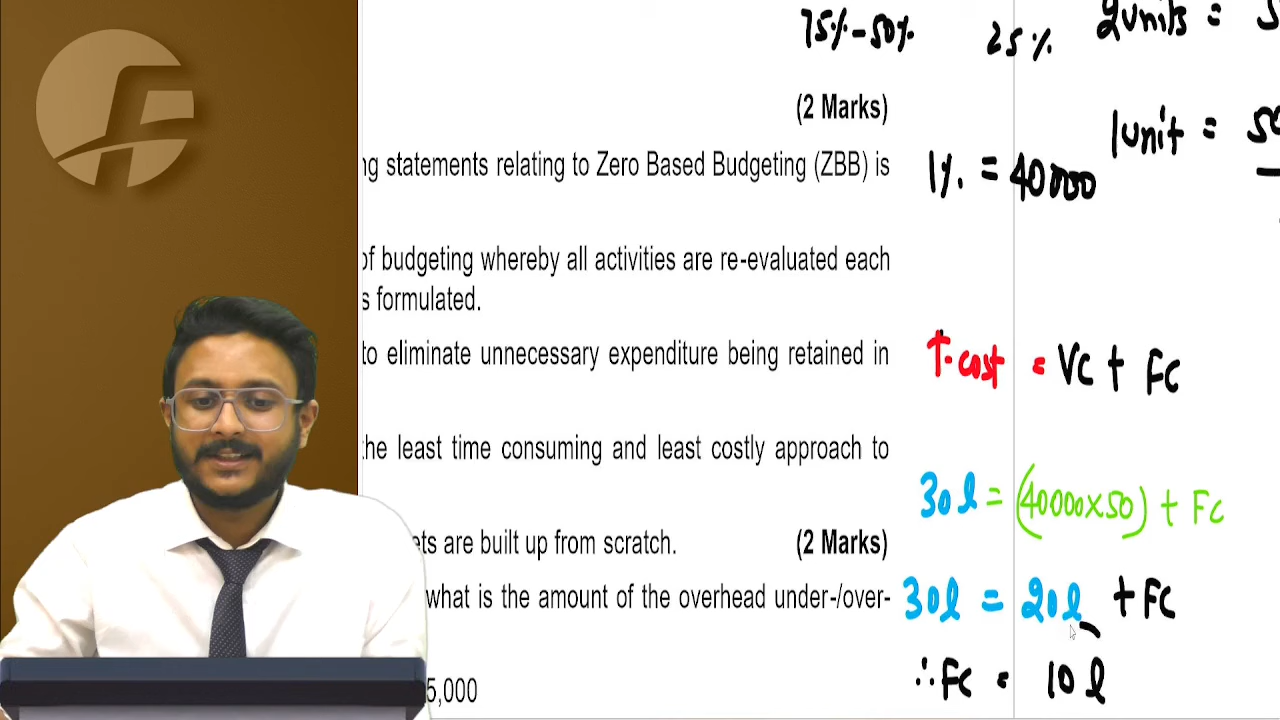 75% - 50% 25% 2units =
(2 Marks)
1unit =
ng statements relating to Zero Based Budgeting (ZBB) is
1% = 40000
of budgeting whereby all activities are re-evaluated each
s formulated.
to eliminate unnecessary expenditure being retained in
T.cost = VC + FC
the least time consuming and least costly approach to
30l = (40000×50) + FC
ets are built up from scratch. (2 Marks)
what is the amount of the overhead under-/over-
30l = 20l + FC
∴FC = 10l
5,000